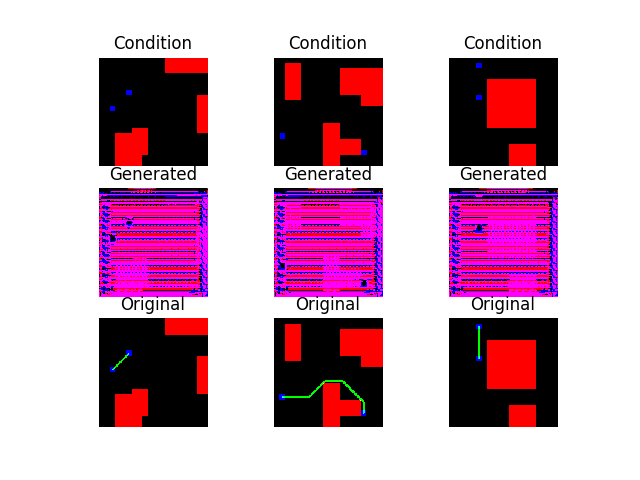 Condition Condition Condition
Generated Generated Generated
Original Original Original